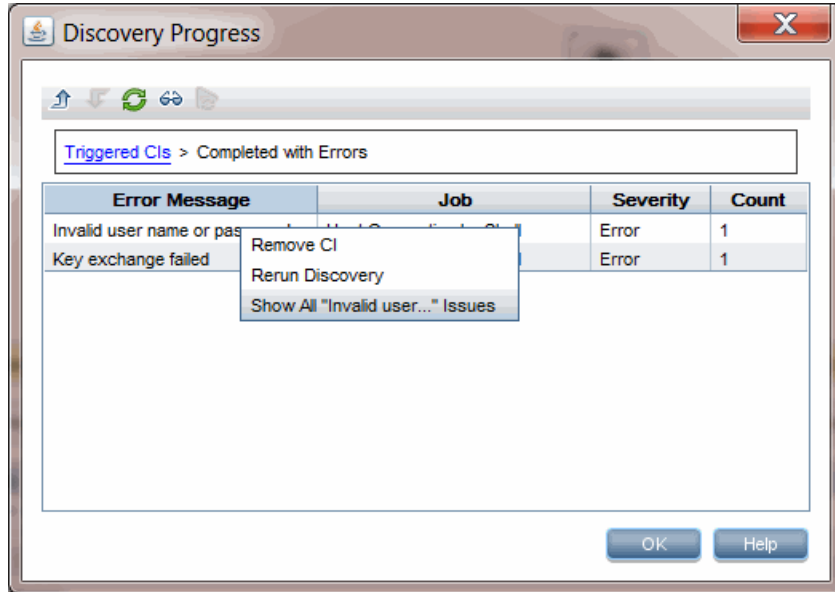 Discovery Progress
Triggered CIs > Completed with Errors
Error Message Job Severity Count
Invalid user name or Error 1
Key exchange failed Error 1
Remove CI
Rerun Discovery
Show All "Invalid user..." Issues
OK Help